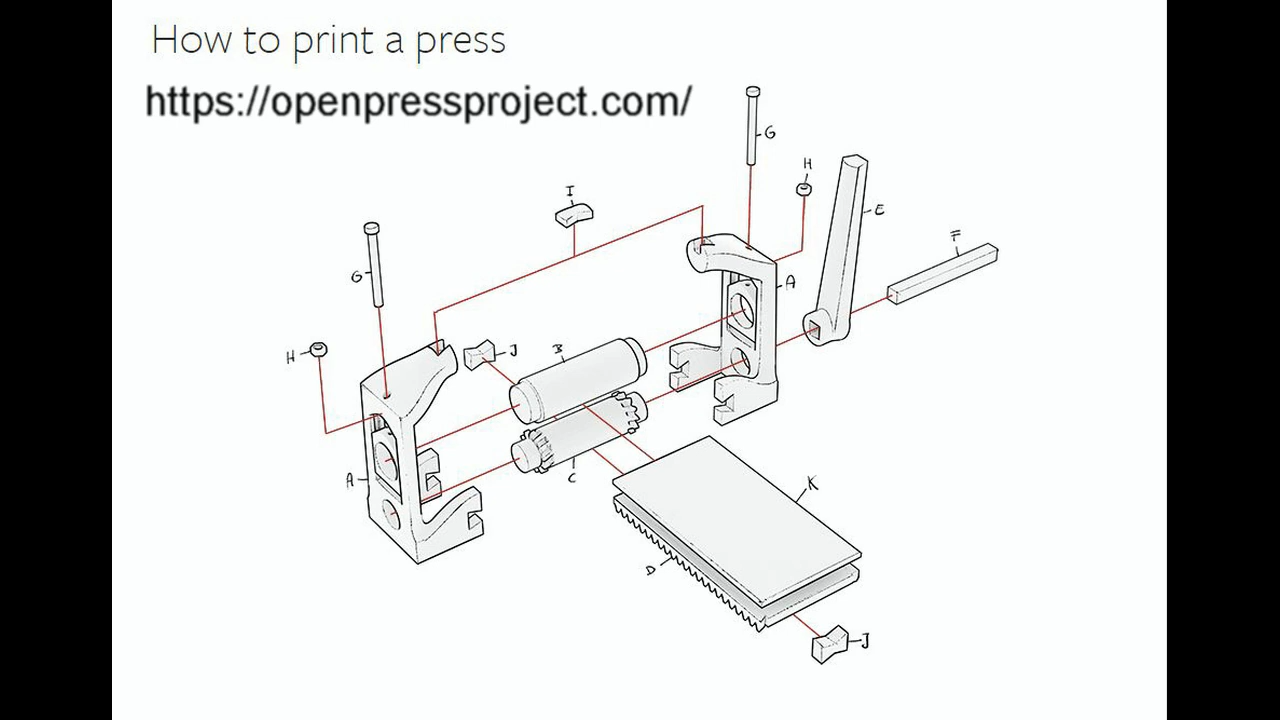 How to print a press
https://openpressproject.com/
G
H
I
E
F
G
A
H
J
B
A
C
K
D
J